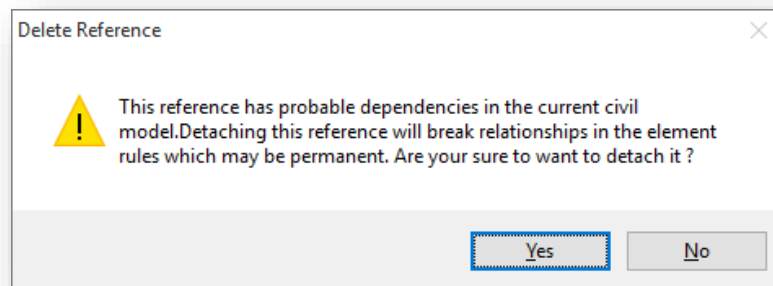 Delete Reference
This reference has probable dependencies in the current civil
model.Detaching this reference will break relationships in the element
rules which may be permanent. Are your sure to want to detach it ?
Yes
No